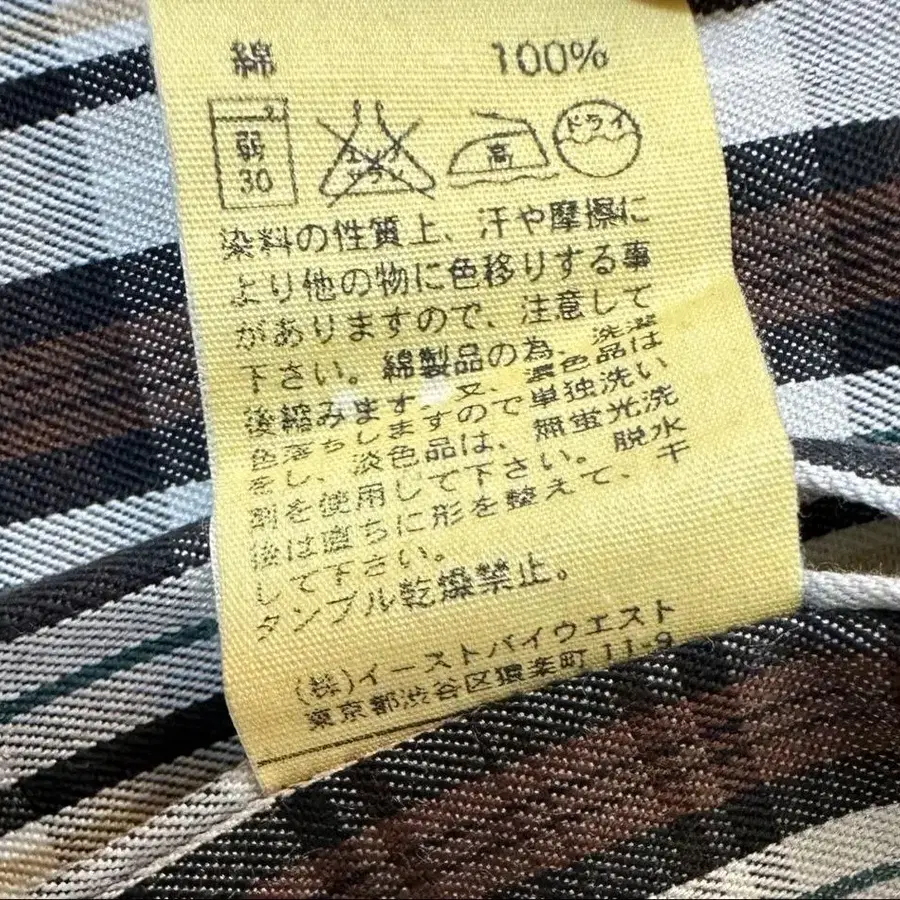 綿 100%
弱 30 高 ドライ
染料の性質上、汗や摩擦に
より他の物に色移りする事
がありますので、注意して
下さい。綿製品の為、洗濯
後縮みます。又、濃色品は
色落ちしますので単独洗い
をし、淡色品は、無蛍光洗
剤を使用して下さい。脱水
後は直ちに形を整えて、干
して下さい。
タンブル乾燥禁止。
(株)イーストバイウエスト
東京都渋谷区猿楽町 11-9